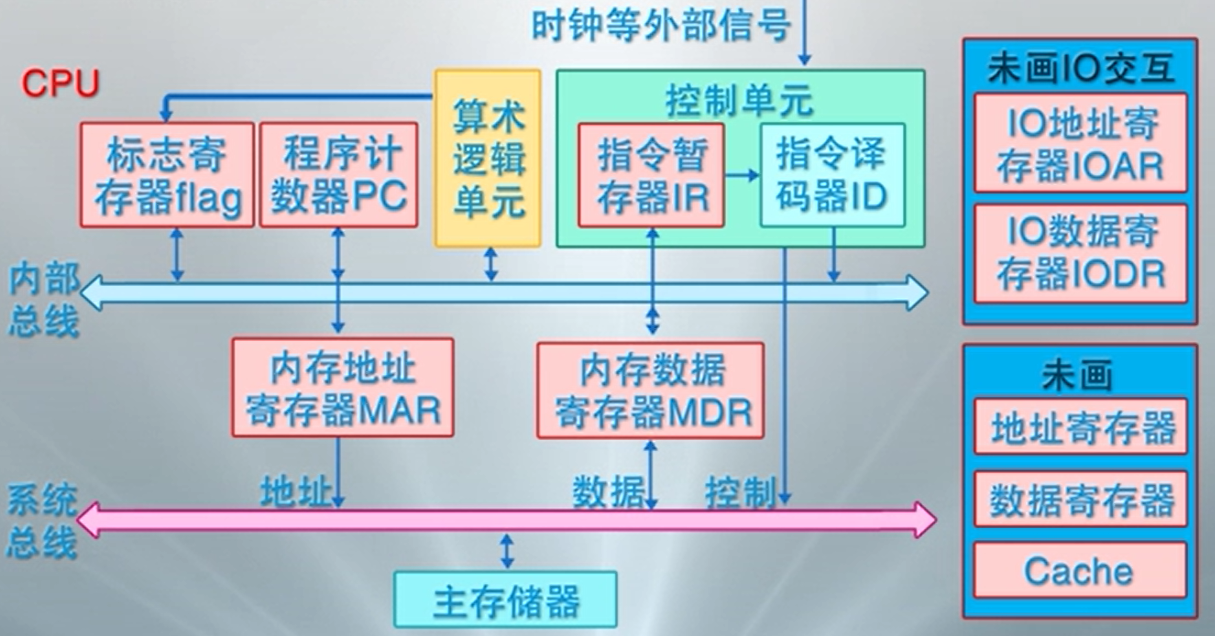 时钟等外部信号
CPU
标志寄
存器flag
程序计
数器PC
算术
逻辑
单元
控制单元
指令暂
存器IR
指令译
码器ID
内部
总线
内存地址
寄存器MAR
内存数据
寄存器MDR
地址
数据
控制
系统
总线
主存储器
未画IO交互
IO地址寄
存器IOAR
IO数据寄
存器IODR
未画
地址寄存器
数据寄存器
Cache